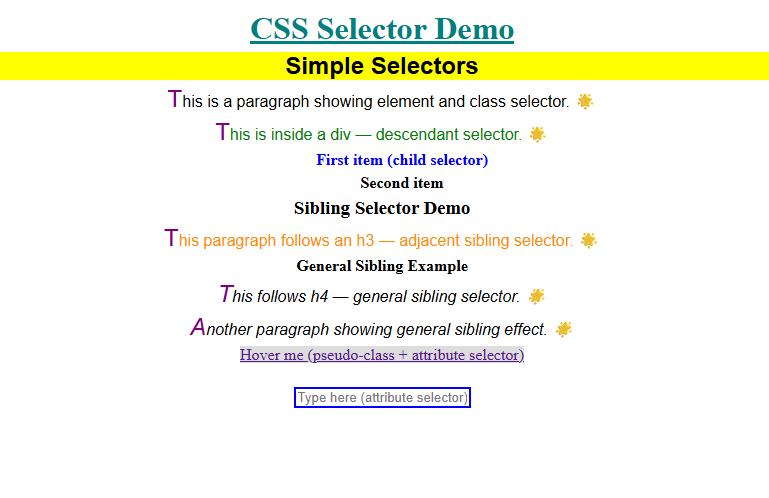 CSS Selector Demo
Simple Selectors
This is a paragraph showing element and class selector. 🌟
This is inside a div — descendant selector. 🌟
First item (child selector)
Second item
Sibling Selector Demo
This paragraph follows an h3 — adjacent sibling selector. 🌟
General Sibling Example
This follows h4 — general sibling selector. 🌟
Another paragraph showing general sibling effect. 🌟
Hover me (pseudo-class + attribute selector)
Type here (attribute selector)